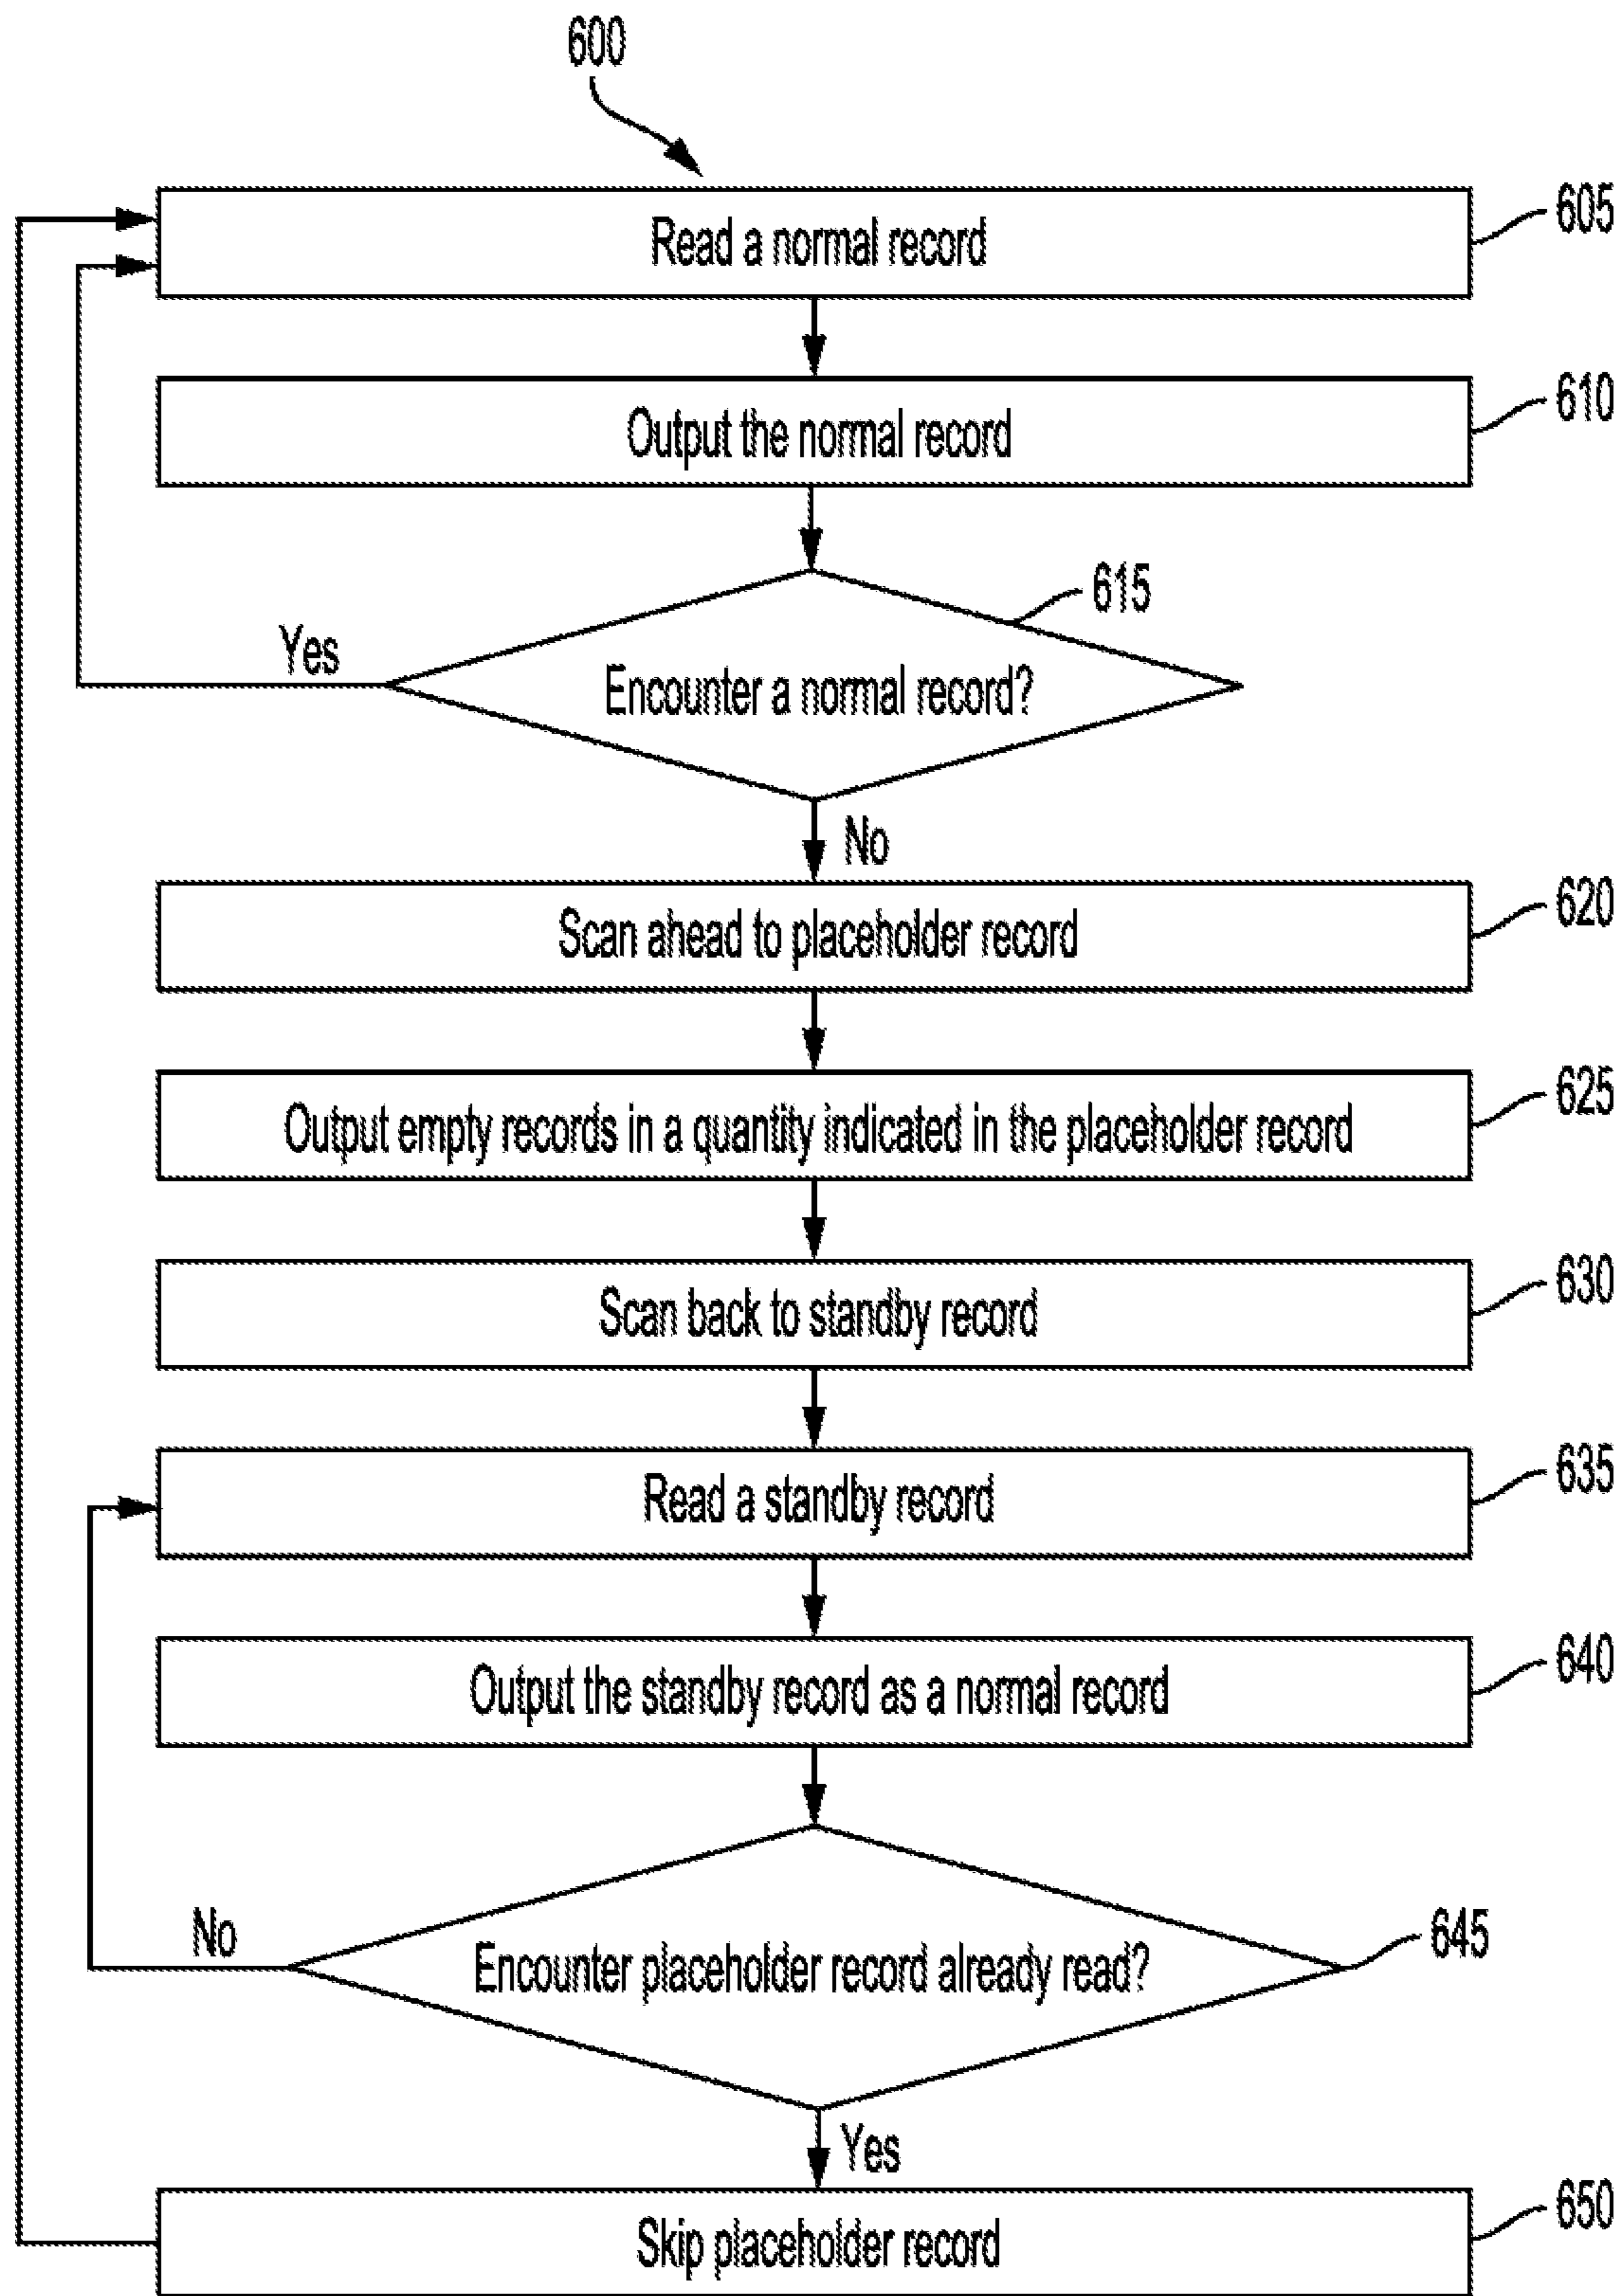 600
Read a normal record
605
Output the normal record
610
615
Yes
Encounter a normal record?
No
Scan ahead to placeholder record
620
Output empty records in a quantity indicated in the placeholder record
625
Scan back to standby record
630
Read a standby record
635
Output the standby record as a normal record
640
No
Encounter placeholder record already read?
645
Yes
Skip placeholder record
650